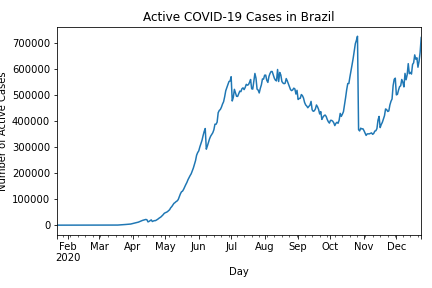 Active COVID-19 Cases in Brazil
Number of Active Cases
700000
600000
500000
400000
300000
200000
100000
0
Feb Mar Apr May Jun Jul Aug Sep Oct Nov Dec
2020
Day